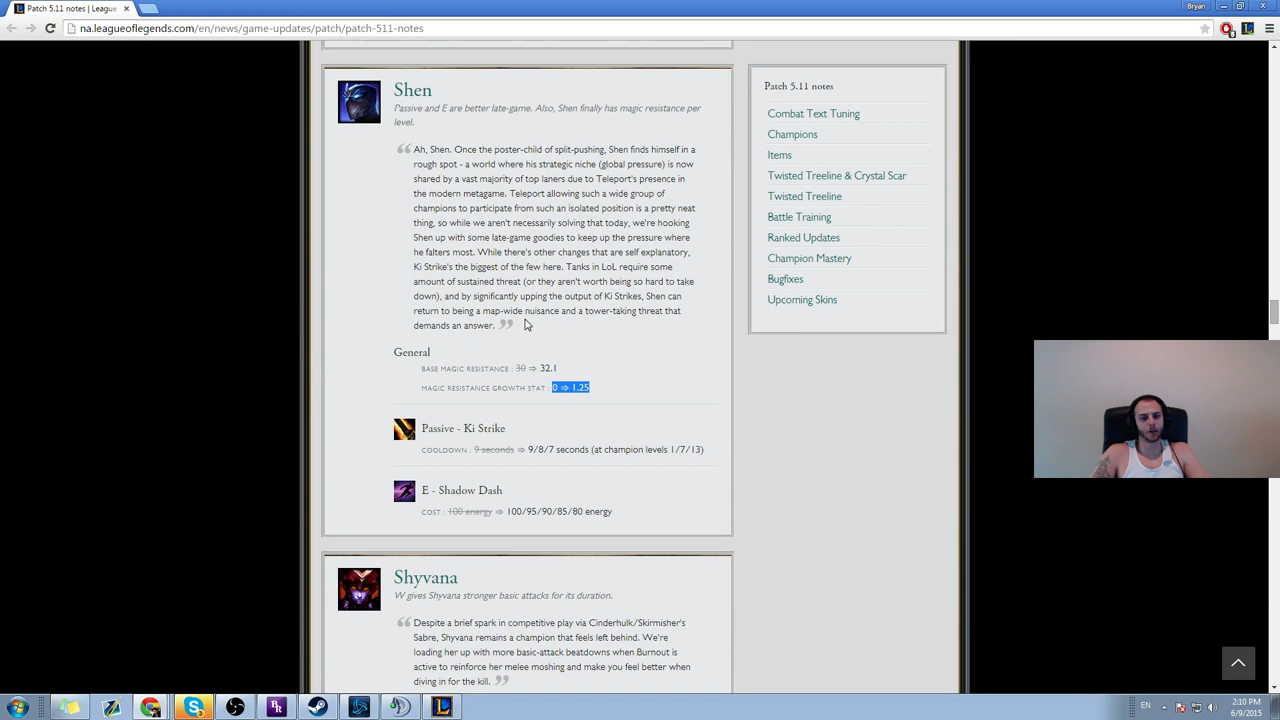 Patch 5.11 notes | League
Bryan
na.leagueoflegends.com/en/news/game-updates/patch/patch-511-notes
Shen
Passive and E are better late-game. Also, Shen finally has magic resistance per
level.
Ah, Shen. Once the poster-child of split-pushing, Shen finds himself in a
rough spot - a world where his strategic niche (global pressure) is now
shared by a vast majority of top laners due to Teleport's presence in
the modern metagame. Teleport allowing such a wide group of
champions to participate from such an isolated position is a pretty neat
thing, so while we aren't necessarily solving that today, we're hooking
Shen up with some late-game goodies to keep up the pressure where
he falters most. While there's other changes that are self explanatory,
Ki Strike's the biggest of the few here. Tanks in LoL require some
amount of sustained threat (or they aren't worth being so hard to take
down), and by significantly upping the output of Ki Strikes, Shen can
return to being a map-wide nuisance and a tower-taking threat that
demands an answer.
General
BASE MAGIC RESISTANCE : 30 ⇒ 32.1
MAGIC RESISTANCE GROWTH STAT : 0 ⇒ 1.25
Passive - Ki Strike
COOLDOWN : 9 seconds ⇒ 9/8/7 seconds (at champion levels 1/7/13)
E - Shadow Dash
COST : 100 energy ⇒ 100/95/90/85/80 energy
Shyvana
W gives Shyvana stronger basic attacks for its duration.
Despite a brief spark in competitive play via Cinderhulk/Skirmisher's
Sabre, Shyvana remains a champion that feels left behind. We're
loading her up with more basic-attack beatdowns when Burnout is
active to reinforce her melee moshing and make you feel better when
diving in for the kill.
Patch 5.11 notes
Combat Text Tuning
Champions
Items
Twisted Treeline & Crystal Scar
Twisted Treeline
Battle Training
Ranked Updates
Champion Mastery
Bugfixes
Upcoming Skins
EN
2:10 PM
6/9/2015